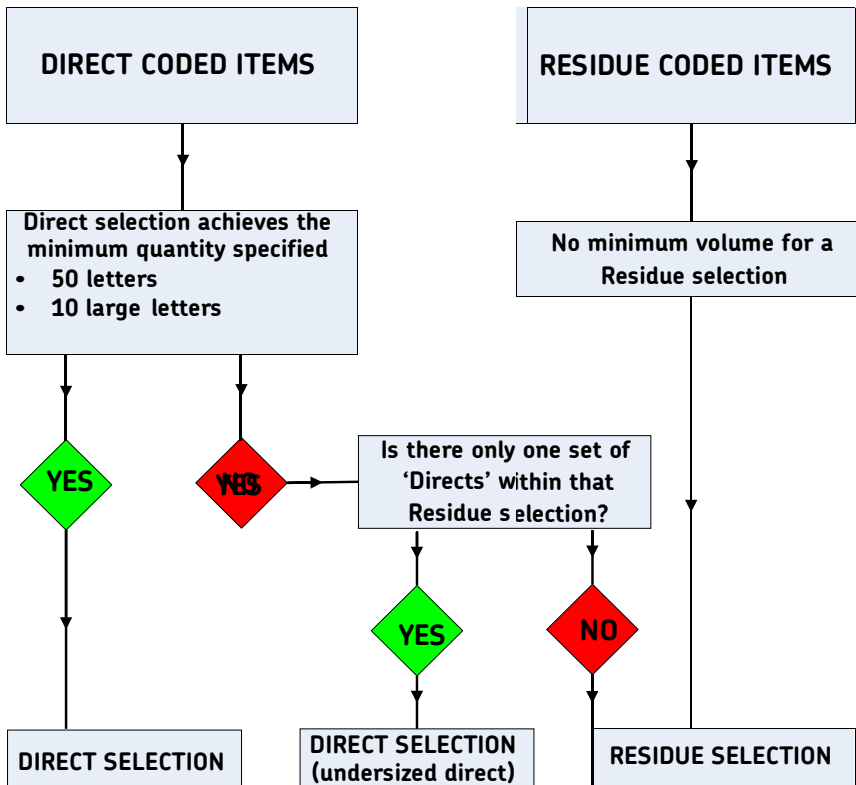 DIRECT CODED ITEMS
RESIDUE CODED ITEMS
Direct selection achieves the
minimum quantity specified
• 50 letters
• 10 large letters
No minimum volume for a
Residue selection
YES
Is there only one set of
‘Directs’ within that
Residue selection?
YES
NO
DIRECT SELECTION
DIRECT SELECTION
(undersized direct)
RESIDUE SELECTION